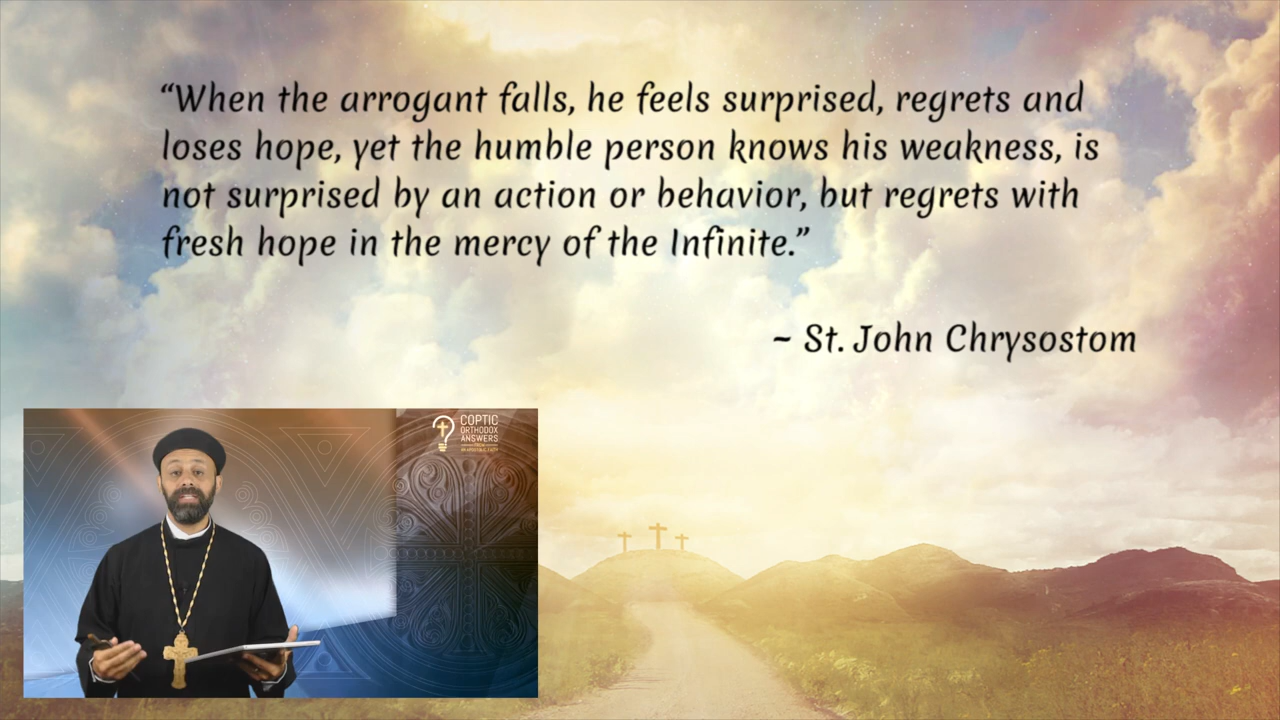 “When the arrogant falls, he feels surprised, regrets and
loses hope, yet the humble person knows his weakness, is
not surprised by an action or behavior, but regrets with
fresh hope in the mercy of the Infinite.”
~ St. John Chrysostom
COPTIC
ORTHODOX
ANSWERS